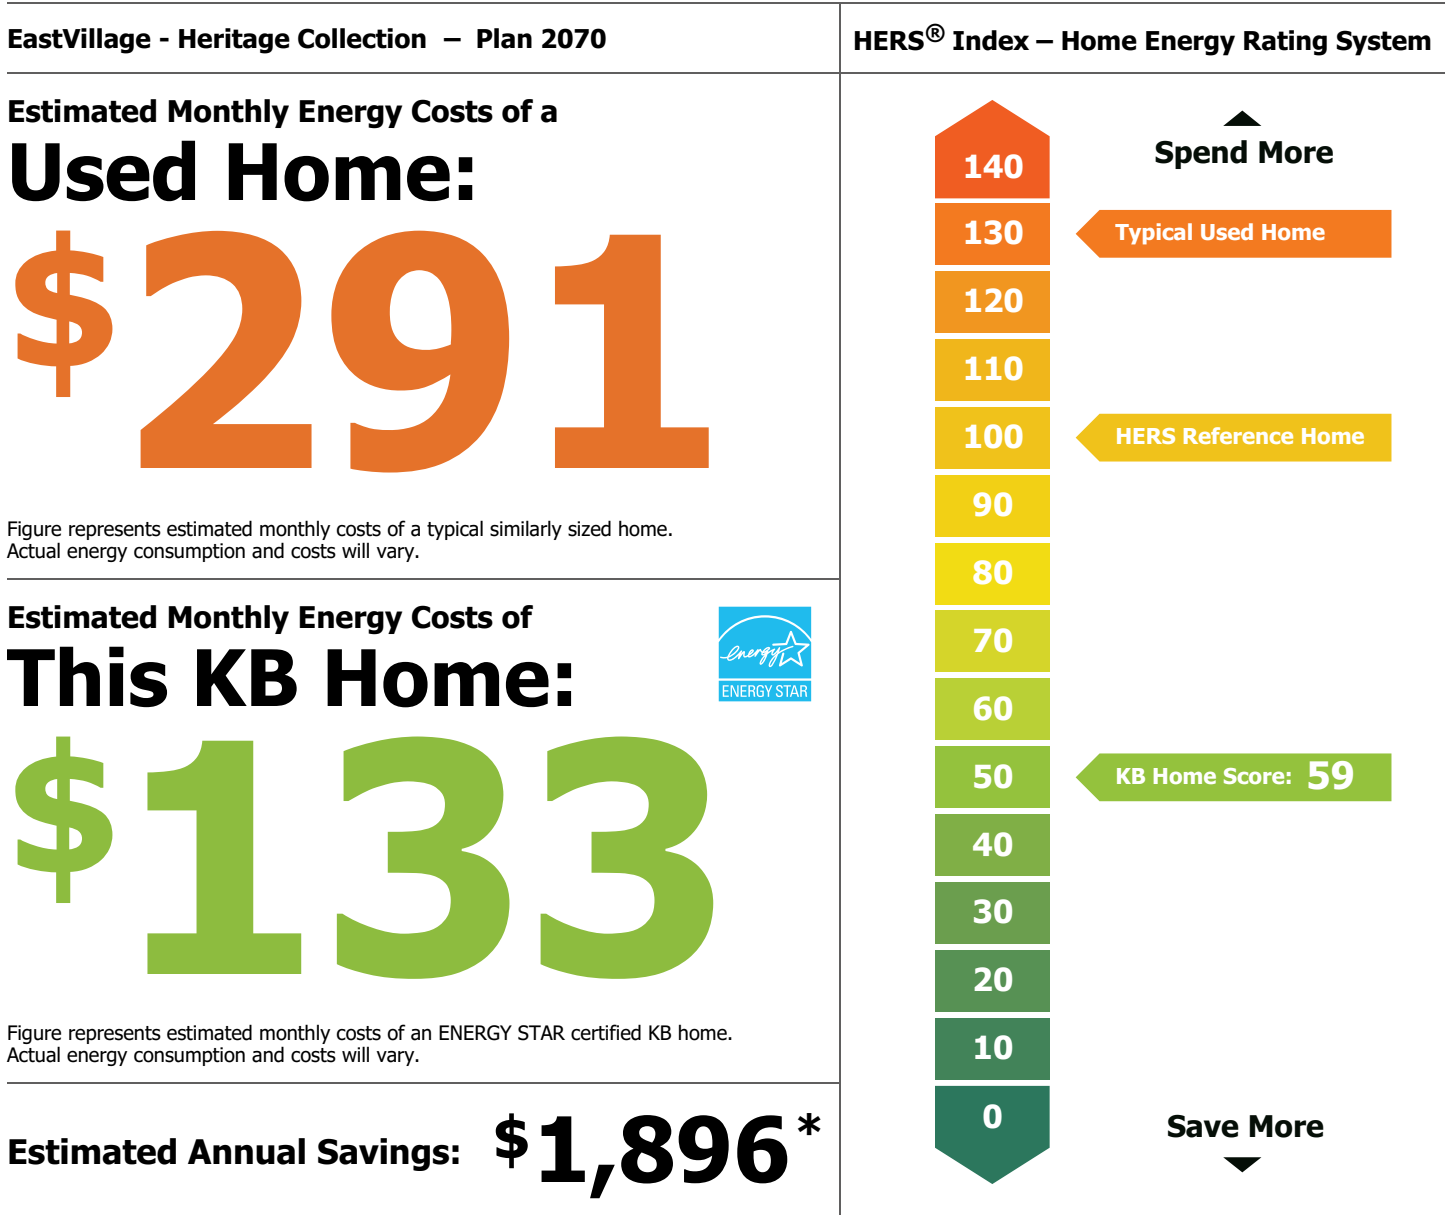 EastVillage - Heritage Collection – Plan 2070
Estimated Monthly Energy Costs of a
Used Home:
$291
Figure represents estimated monthly costs of a typical similarly sized home.
Actual energy consumption and costs will vary.
Estimated Monthly Energy Costs of
This KB Home:
energy
ENERGY STAR
$133
Figure represents estimated monthly costs of an ENERGY STAR certified KB home.
Actual energy consumption and costs will vary.
Estimated Annual Savings: $1,896*
HERS® Index – Home Energy Rating System
Spend More
140
130 Typical Used Home
120
110
100 HERS Reference Home
90
80
70
60
50 KB Home Score: 59
40
30
20
10
0
Save More